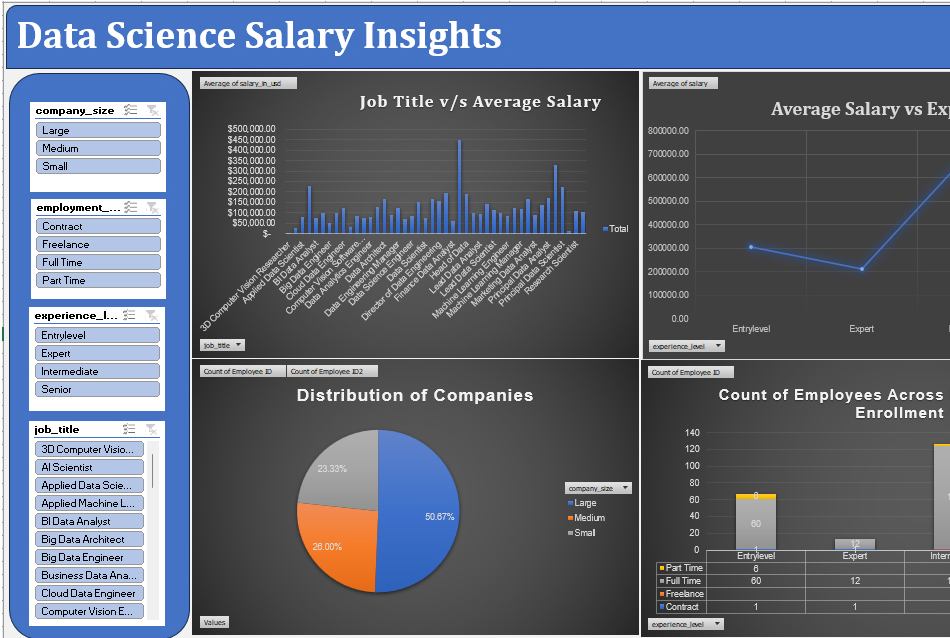 Data Science Salary Insights
company_size
Large
Medium
Small
employment_...
Contract
Freelance
Full Time
Part Time
experience_l...
Entrylevel
Expert
Intermediate
Senior
job_title
3D Computer Visio...
AI Scientist
Applied Data Scie...
Applied Machine L...
BI Data Analyst
Big Data Architect
Big Data Engineer
Business Data Ana...
Cloud Data Engineer
Computer Vision E...
Average of salary_in_usd
Job Title v/s Average Salary
$500,000.00
$450,000.00
$400,000.00
$350,000.00
$300,000.00
$250,000.00
$200,000.00
$150,000.00
$100,000.00
$50,000.00
$-
3D Computer Vision Researcher
Applied Data Scientist
BI Data Analyst
Big Data Engineer
Cloud Data Engineer
Computer Vision Software...
Data Analytics Engineer
Data Architect
Data Engineering Manager
Data Science Engineer
Data Scientist
Director of Data Engineering
Finance Data Analyst
Head of Data
Lead Data Analyst
Lead Data Scientist
Machine Learning Engineer
Machine Learning Manager
Marketing Data Analyst
Principal Data Analyst
Principal Data Scientist
Research Scientist
Total
job_title
Average of salary
Average Salary vs Exp
800000.00
700000.00
600000.00
500000.00
400000.00
300000.00
200000.00
100000.00
0.00
Entrylevel
Expert
experience_level
Count of Employee ID
Count of Employee ID2
Distribution of Companies
23.33%
50.67%
26.00%
company_size
Large
Medium
Small
Values
Count of Employee ID
Count of Employees Across
Enrollment
140
120
100
80
60
40
20
0
6
60
1
12
1
Entrylevel
Expert
Intern
Part Time
6
Full Time
60
12
1
Freelance
Contract
1
1
experience_level